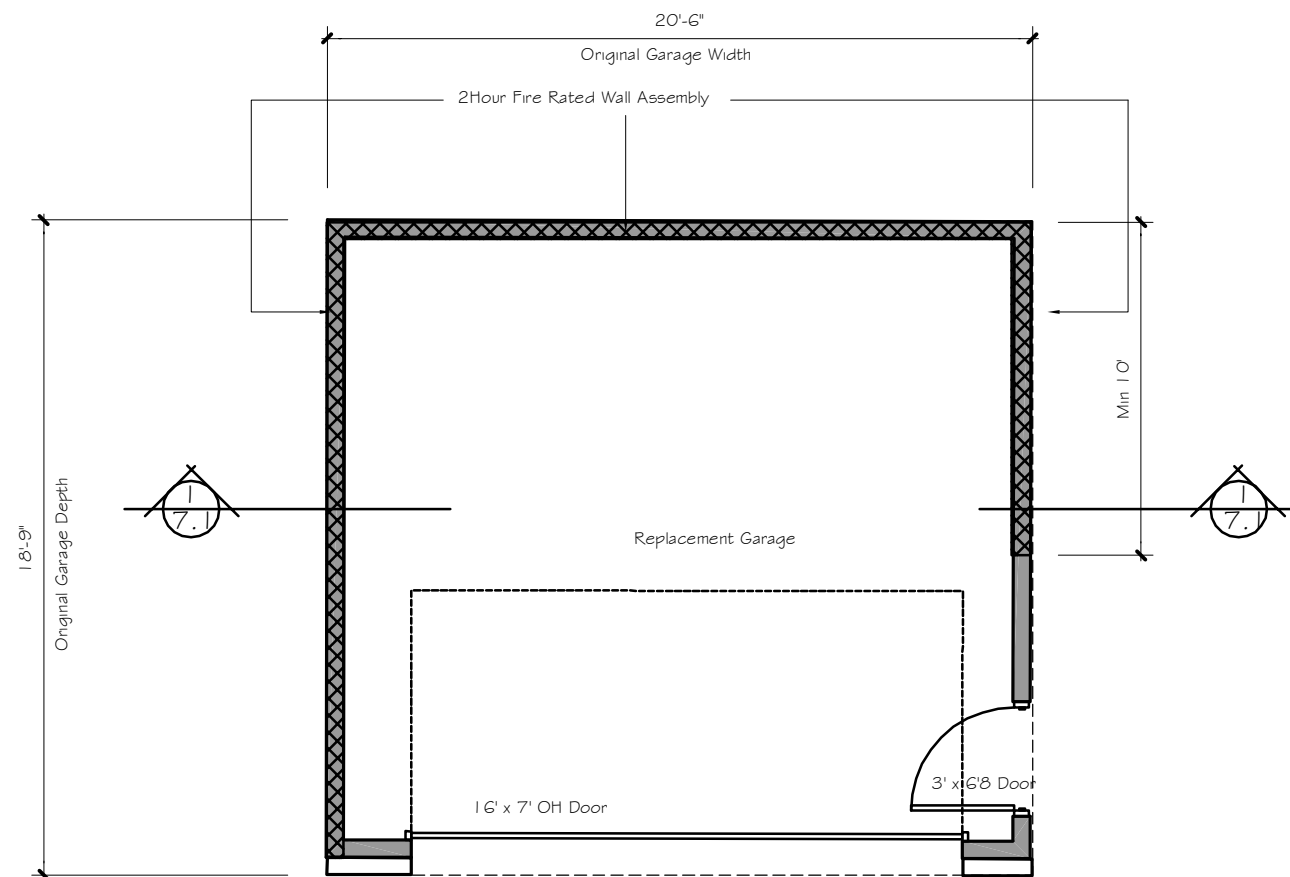 20'-6"
Original Garage Width
2Hour Fire Rated Wall Assembly
Min 10'
18'-9"
Original Garage Depth
1
7.1
1
7.1
Replacement Garage
3' x 6'8 Door
16' x 7' OH Door